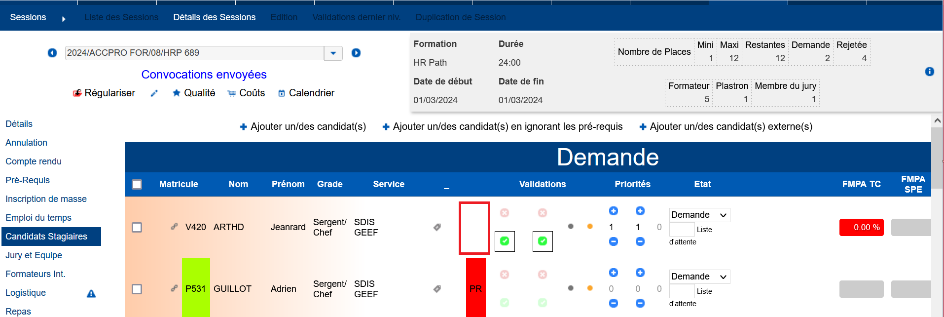 Sessions Liste des Sessions Détails des Sessions Edition Validations dernier niv. Duplication de Session
2024/ACCPRO FOR/08/HRP 689
Convocations envoyées
Régulariser Qualité Coûts Calendrier
Formation Durée
HR Path 24:00
Date de début Date de fin
01/03/2024 01/03/2024
Mini Maxi Restantes Demande Rejetée
Nombre de Places 1 12 12 2 4
Formateur Plastron Membre du jury
5 1 1
Détails
Annulation
Compte rendu
Pré-Requis
Inscription de masse
Emploi du temps
Candidats Stagiaires
Jury et Equipe
Formateurs Int.
Logistique
Repas
Ajouter un/des candidat(s) Ajouter un/des candidat(s) en ignorant les pré-requis Ajouter un/des candidat(s) externe(s)
Demande
Matricule Nom Prénom Grade Service _ Validations Priorités Etat FMPA TC FMPA SPE
V420 ARTHD Jeanrard Sergent/Chef SDIS GEEF 1 1 0 Demande Liste d'attente 0.00 %
P531 GUILLOT Adrien Sergent/Chef SDIS GEEF PR 0 0 0 Demande Liste d'attente